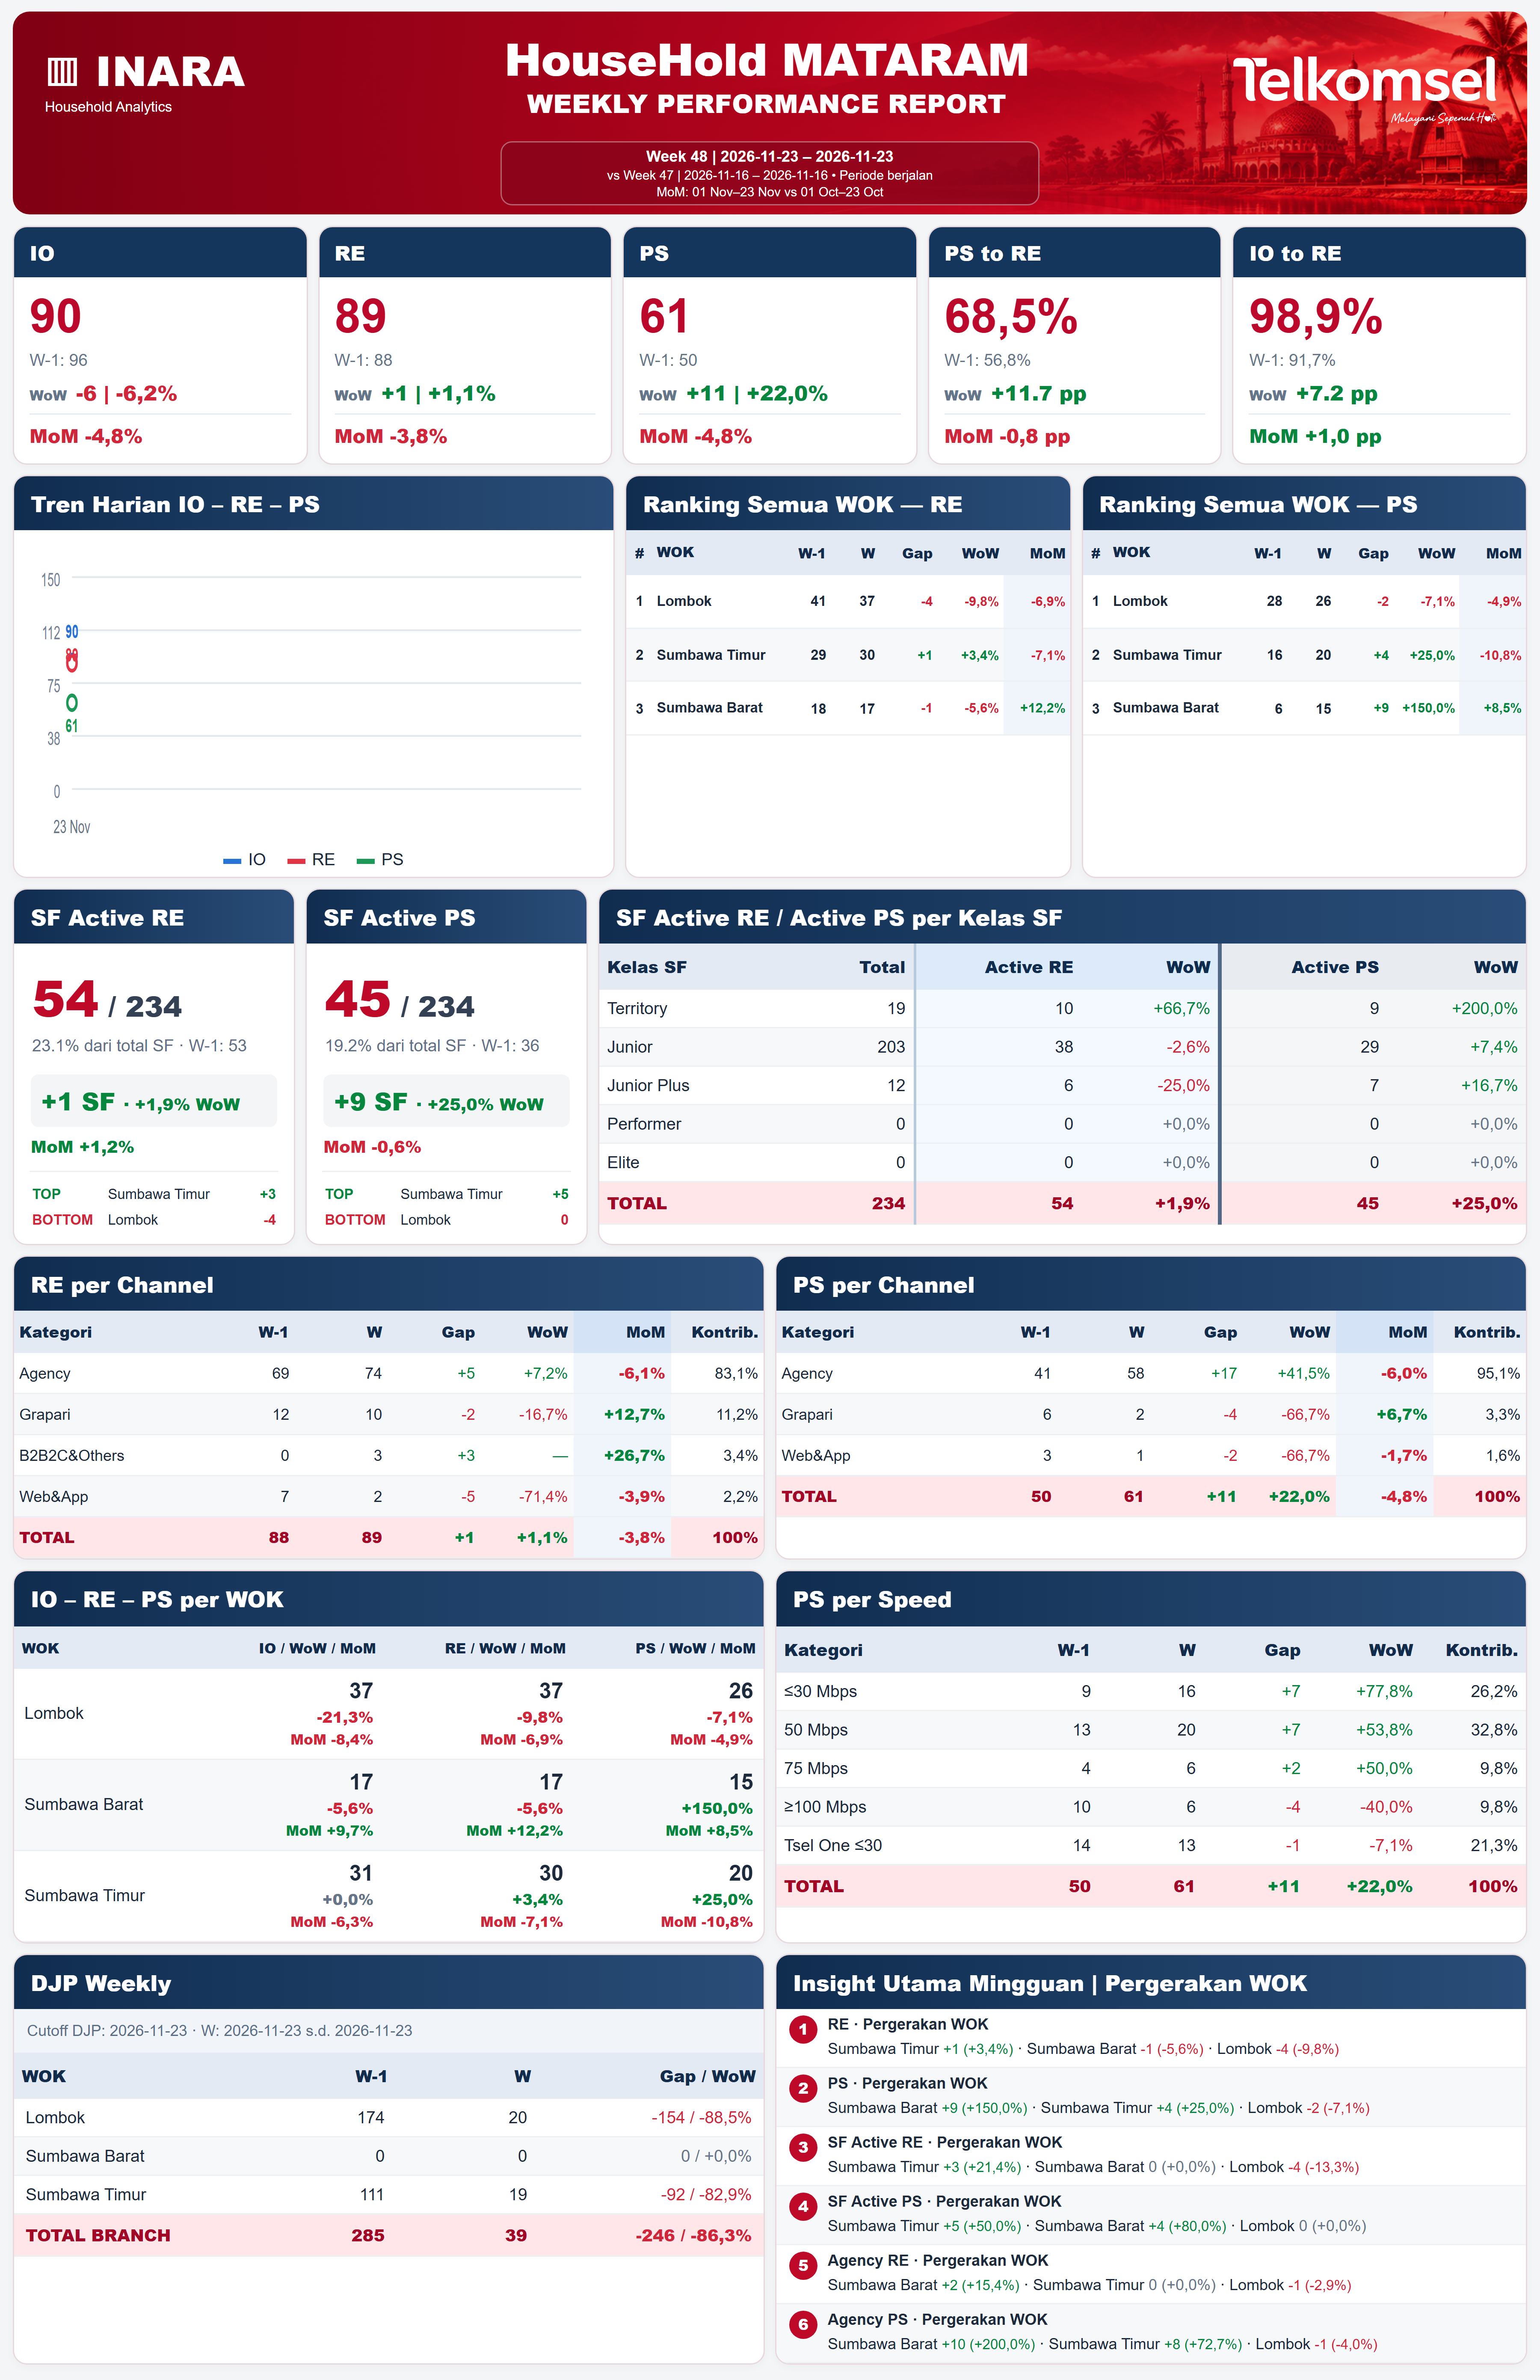 INARA
Household Analytics
HouseHold MATARAM
WEEKLY PERFORMANCE REPORT
Week 48 | 2026-11-23 – 2026-11-23
vs Week 47 | 2026-11-16 – 2026-11-16 • Periode berjalan
MoM: 01 Nov–23 Nov vs 01 Oct–23 Oct
Telkomsel
Melayani Sepenuh Hati
IO
90
W-1: 96
WoW -6 | -6,2%
MoM -4,8%
RE
89
W-1: 88
WoW +1 | +1,1%
MoM -3,8%
PS
61
W-1: 50
WoW +11 | +22,0%
MoM -4,8%
PS to RE
68,5%
W-1: 56,8%
WoW +11.7 pp
MoM -0,8 pp
IO to RE
98,9%
W-1: 91,7%
WoW +7.2 pp
MoM +1,0 pp
Tren Harian IO – RE – PS
150
112 90
75
61
38
0
23 Nov
IO RE PS
Ranking Semua WOK — RE
# WOK W-1 W Gap WoW MoM
1 Lombok 41 37 -4 -9,8% -6,9%
2 Sumbawa Timur 29 30 +1 +3,4% -7,1%
3 Sumbawa Barat 18 17 -1 -5,6% +12,2%
Ranking Semua WOK — PS
# WOK W-1 W Gap WoW MoM
1 Lombok 28 26 -2 -7,1% -4,9%
2 Sumbawa Timur 16 20 +4 +25,0% -10,8%
3 Sumbawa Barat 6 15 +9 +150,0% +8,5%
SF Active RE
54 / 234
23.1% dari total SF · W-1: 53
+1 SF · +1,9% WoW
MoM +1,2%
TOP Sumbawa Timur +3
BOTTOM Lombok -4
SF Active PS
45 / 234
19.2% dari total SF · W-1: 36
+9 SF · +25,0% WoW
MoM -0,6%
TOP Sumbawa Timur +5
BOTTOM Lombok 0
SF Active RE / Active PS per Kelas SF
Kelas SF Total Active RE WoW Active PS WoW
Territory 19 10 +66,7% 9 +200,0%
Junior 203 38 -2,6% 29 +7,4%
Junior Plus 12 6 -25,0% 7 +16,7%
Performer 0 0 +0,0% 0 +0,0%
Elite 0 0 +0,0% 0 +0,0%
TOTAL 234 54 +1,9% 45 +25,0%
RE per Channel
Kategori W-1 W Gap WoW MoM Kontrib.
Agency 69 74 +5 +7,2% -6,1% 83,1%
Grapari 12 10 -2 -16,7% +12,7% 11,2%
B2B2C&Others 0 3 +3 — +26,7% 3,4%
Web&App 7 2 -5 -71,4% -3,9% 2,2%
TOTAL 88 89 +1 +1,1% -3,8% 100%
PS per Channel
Kategori W-1 W Gap WoW MoM Kontrib.
Agency 41 58 +17 +41,5% -6,0% 95,1%
Grapari 6 2 -4 -66,7% +6,7% 3,3%
Web&App 3 1 -2 -66,7% -1,7% 1,6%
TOTAL 50 61 +11 +22,0% -4,8% 100%
IO – RE – PS per WOK
WOK IO / WoW / MoM RE / WoW / MoM PS / WoW / MoM
37 37 26
Lombok -21,3% -9,8% -7,1%
MoM -8,4% MoM -6,9% MoM -4,9%
17 17 15
Sumbawa Barat -5,6% -5,6% +150,0%
MoM +9,7% MoM +12,2% MoM +8,5%
31 30 20
Sumbawa Timur +0,0% +3,4% +25,0%
MoM -6,3% MoM -7,1% MoM -10,8%
PS per Speed
Kategori W-1 W Gap WoW Kontrib.
≤30 Mbps 9 16 +7 +77,8% 26,2%
50 Mbps 13 20 +7 +53,8% 32,8%
75 Mbps 4 6 +2 +50,0% 9,8%
≥100 Mbps 10 6 -4 -40,0% 9,8%
Tsel One ≤30 14 13 -1 -7,1% 21,3%
TOTAL 50 61 +11 +22,0% 100%
DJP Weekly
Cutoff DJP: 2026-11-23 · W: 2026-11-23 s.d. 2026-11-23
WOK W-1 W Gap / WoW
Lombok 174 20 -154 / -88,5%
Sumbawa Barat 0 0 0 / +0,0%
Sumbawa Timur 111 19 -92 / -82,9%
TOTAL BRANCH 285 39 -246 / -86,3%
Insight Utama Mingguan | Pergerakan WOK
1 RE · Pergerakan WOK
Sumbawa Timur +1 (+3,4%) · Sumbawa Barat -1 (-5,6%) · Lombok -4 (-9,8%)
2 PS · Pergerakan WOK
Sumbawa Barat +9 (+150,0%) · Sumbawa Timur +4 (+25,0%) · Lombok -2 (-7,1%)
3 SF Active RE · Pergerakan WOK
Sumbawa Timur +3 (+21,4%) · Sumbawa Barat 0 (+0,0%) · Lombok -4 (-13,3%)
4 SF Active PS · Pergerakan WOK
Sumbawa Timur +5 (+50,0%) · Sumbawa Barat +4 (+80,0%) · Lombok 0 (+0,0%)
5 Agency RE · Pergerakan WOK
Sumbawa Barat +2 (+15,4%) · Sumbawa Timur 0 (+0,0%) · Lombok -1 (-2,9%)
6 Agency PS · Pergerakan WOK
Sumbawa Barat +10 (+200,0%) · Sumbawa Timur +8 (+72,7%) · Lombok -1 (-4,0%)